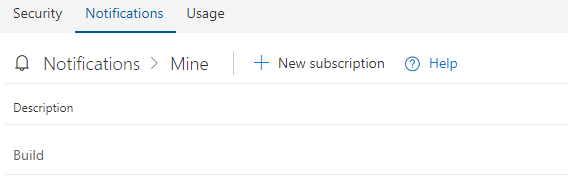 Security Notifications Usage
Notifications > Mine + New subscription ? Help
Description
Build